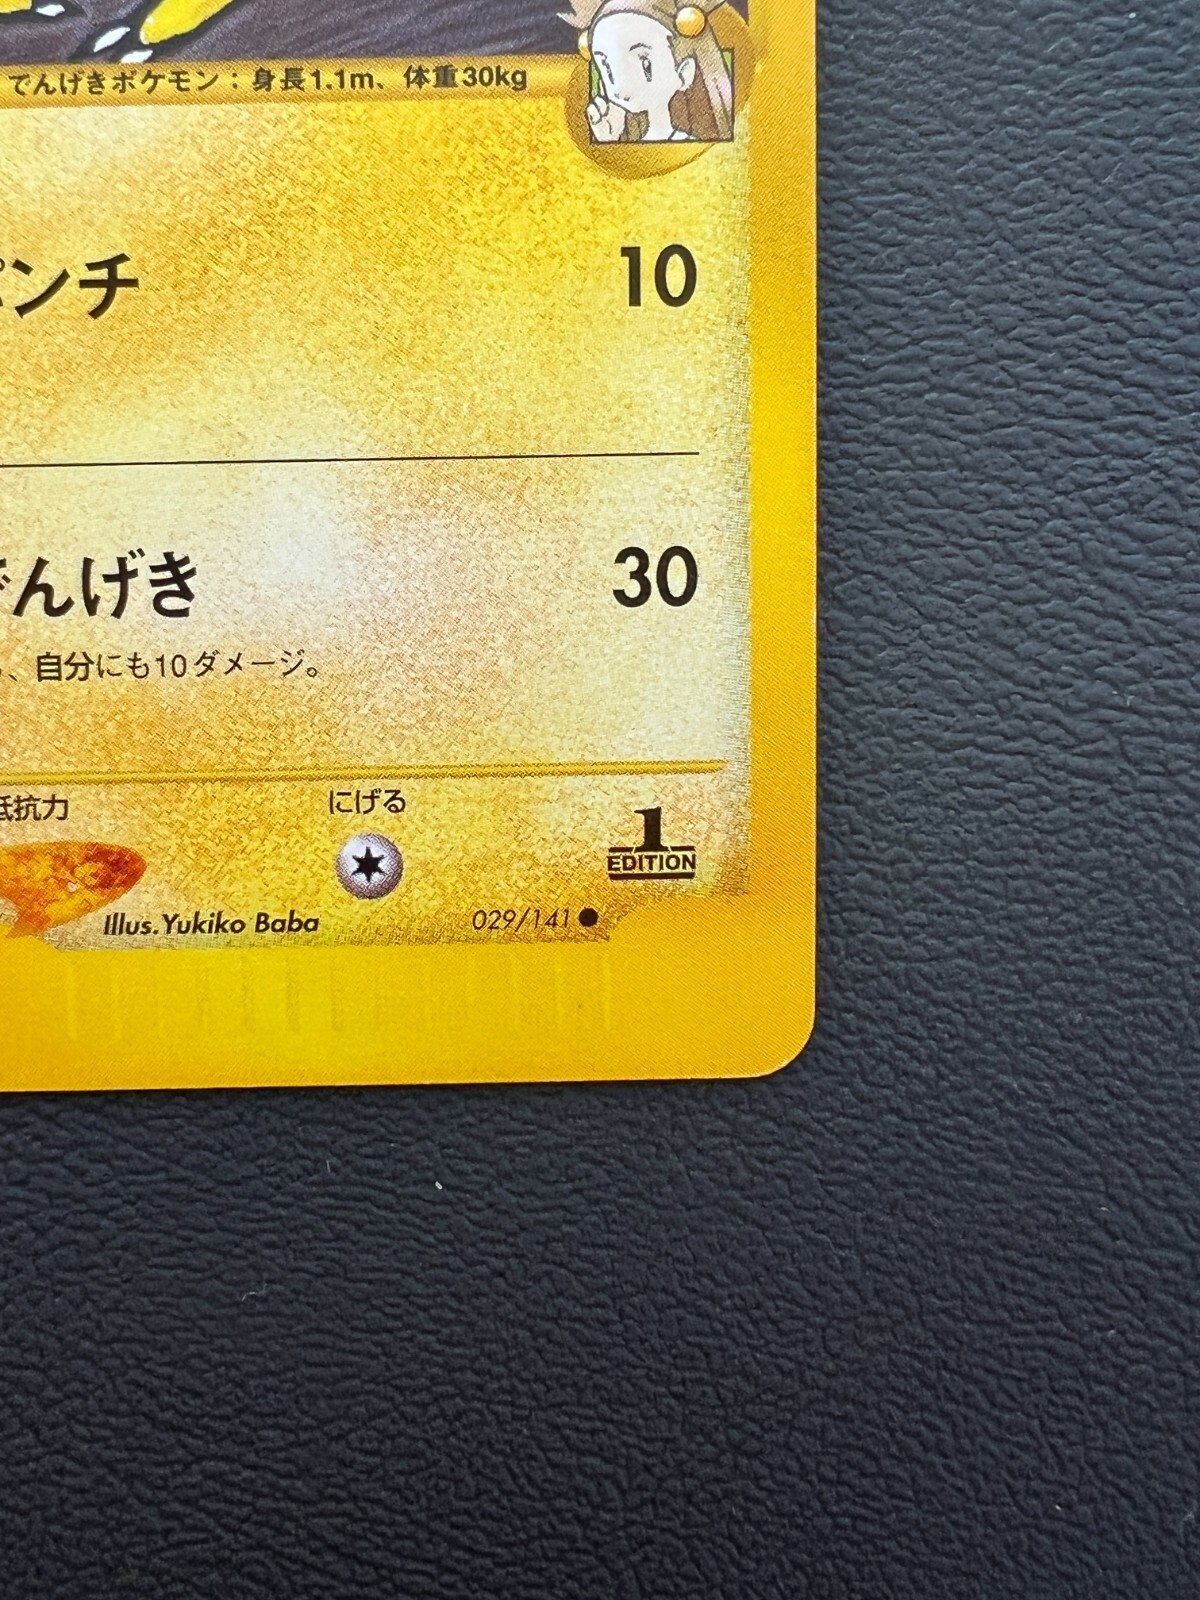 でんげきポケモン：身長1.1m、体重30kg
パンチ 10
でんげき 30
、自分にも10ダメージ。
抵抗力 にげる
1
EDITION
Illus. Yukiko Baba 029/141●